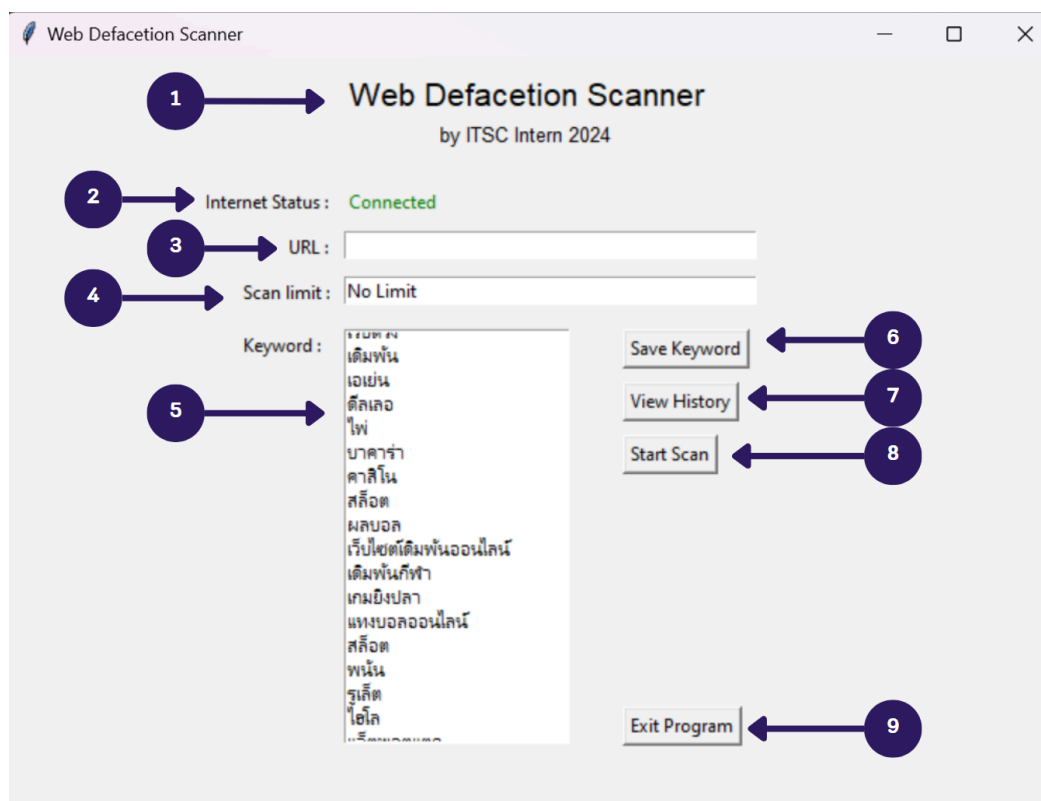 Web Defacetion Scanner
1
Web Defacetion Scanner
by ITSC Intern 2024
2
Internet Status : Connected
3
URL :
4
Scan limit : No Limit
Keyword :
5
เดิมพัน
เอเย่น
ดีลเลอ
ไพ่
บาคาร่า
คาสิโน
สล็อต
ผลบอล
เว็บไซต์เดิมพันออนไลน์
เดิมพันกีฬา
เกมยิงปลา
แทงบอลออนไลน์
สล็อต
พนัน
รูเล็ต
ไฮโล
Save Keyword
6
View History
7
Start Scan
8
Exit Program
9